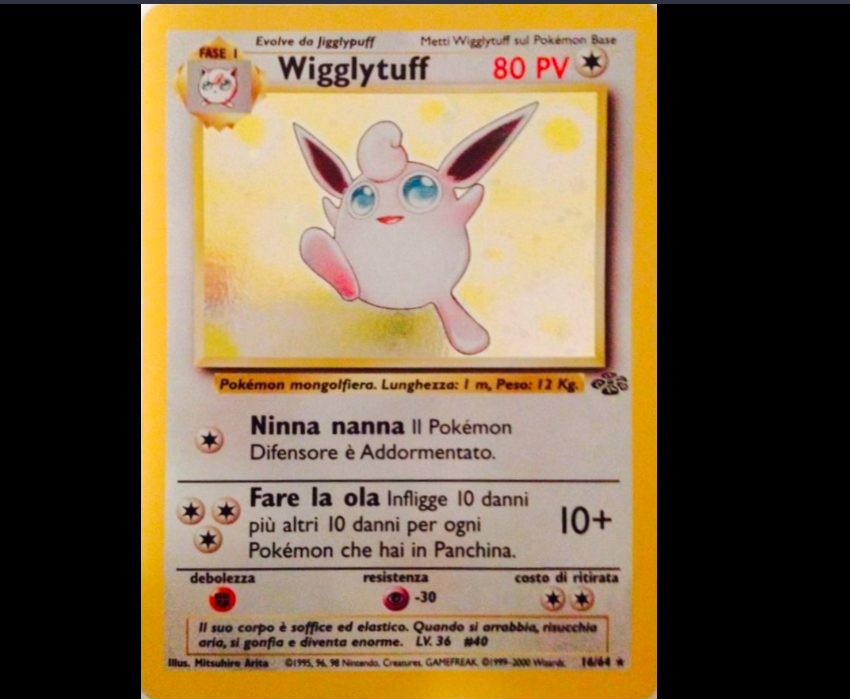 Evolve da Jigglypuff Metti Wigglytuff sul Pokémon Base
FASE 1
Wigglytuff 80 PV
Pokémon mongolfiera. Lunghezza: 1 m, Peso: 12 Kg.
Ninna nanna Il Pokémon
Difensore è Addormentato.
Fare la ola Infligge 10 danni
più altri 10 danni per ogni
Pokémon che hai in Panchina.
10+
debolezza resistenza costo di ritirata
-30
Il suo corpo è soffice ed elastico. Quando si arrabbia, risucchia
aria, si gonfia e diventa enorme. LV. 36 #40
Illus. Mitsuhiro Arita ©1995, 96, 98 Nintendo, Creatures, GAMEFREAK. ©1999-2000 Wizards. 16/64 ★